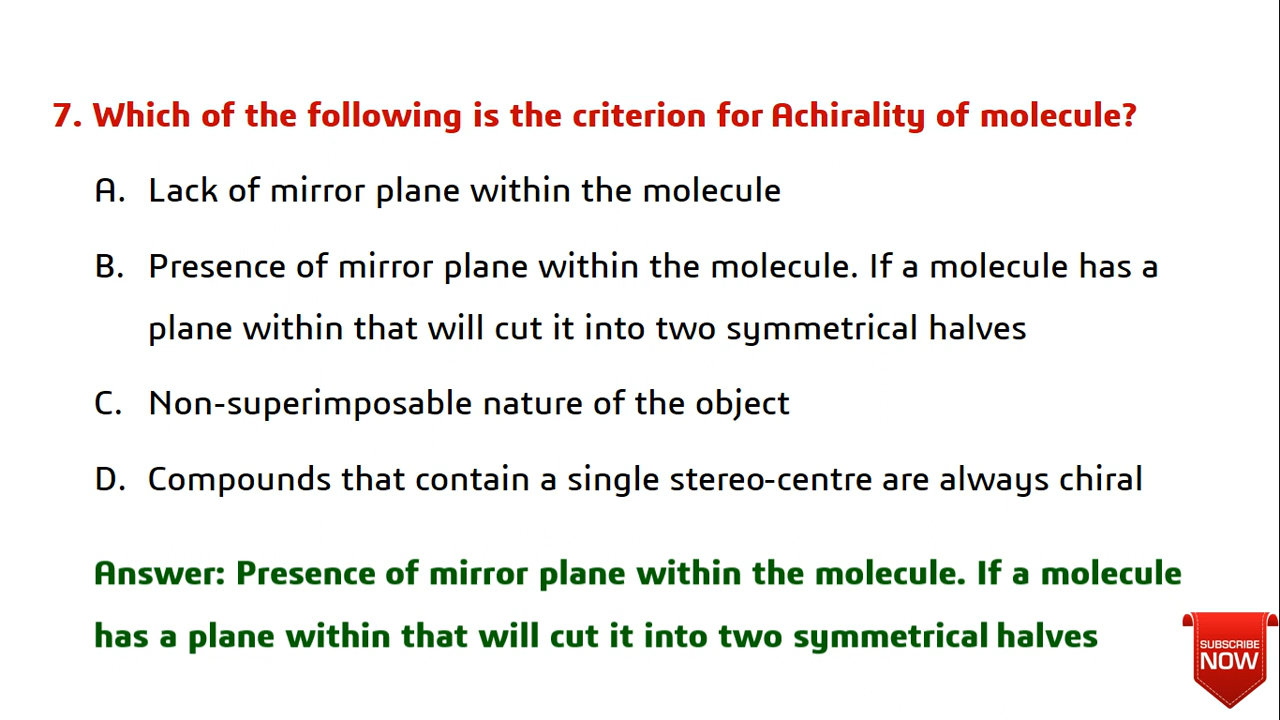 7. Which of the following is the criterion for Achirality of molecule?
A. Lack of mirror plane within the molecule
B. Presence of mirror plane within the molecule. If a molecule has a
plane within that will cut it into two symmetrical halves
C. Non-superimposable nature of the object
D. Compounds that contain a single stereo-centre are always chiral
Answer: Presence of mirror plane within the molecule. If a molecule
has a plane within that will cut it into two symmetrical halves
SUBSCRIBE
NOW